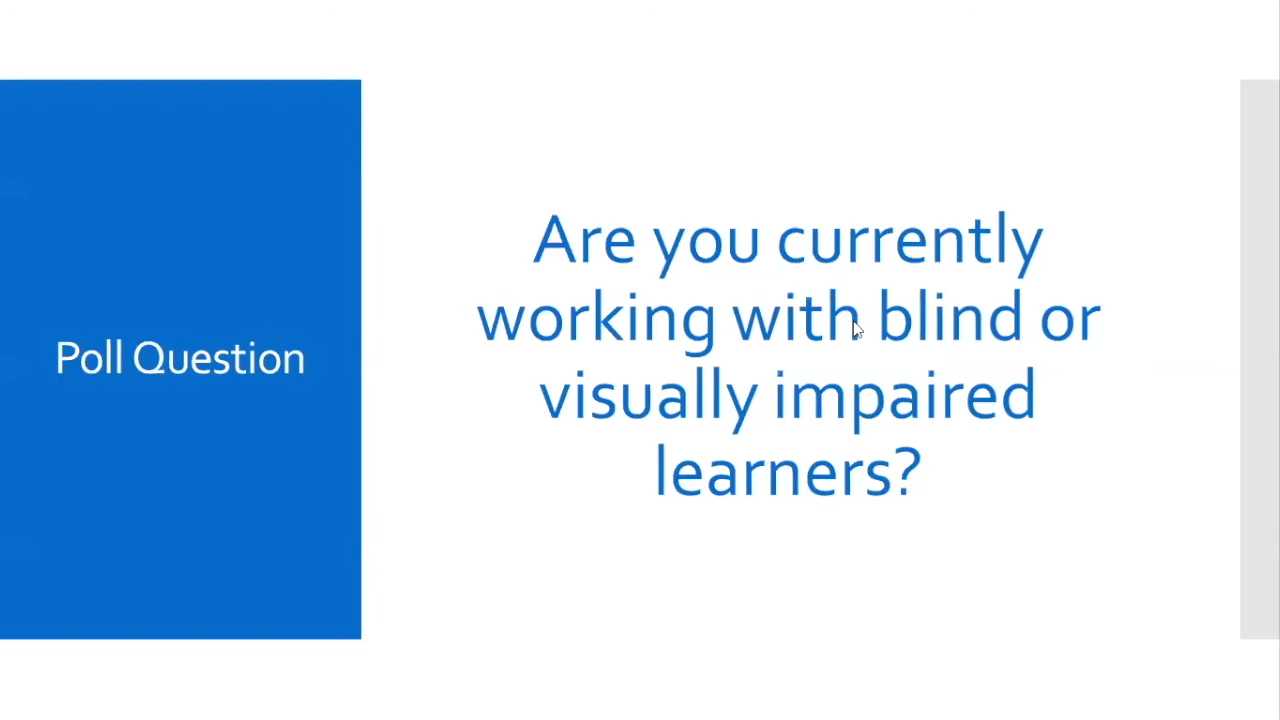 Poll Question
Are you currently
working with blind or
visually impaired
learners?